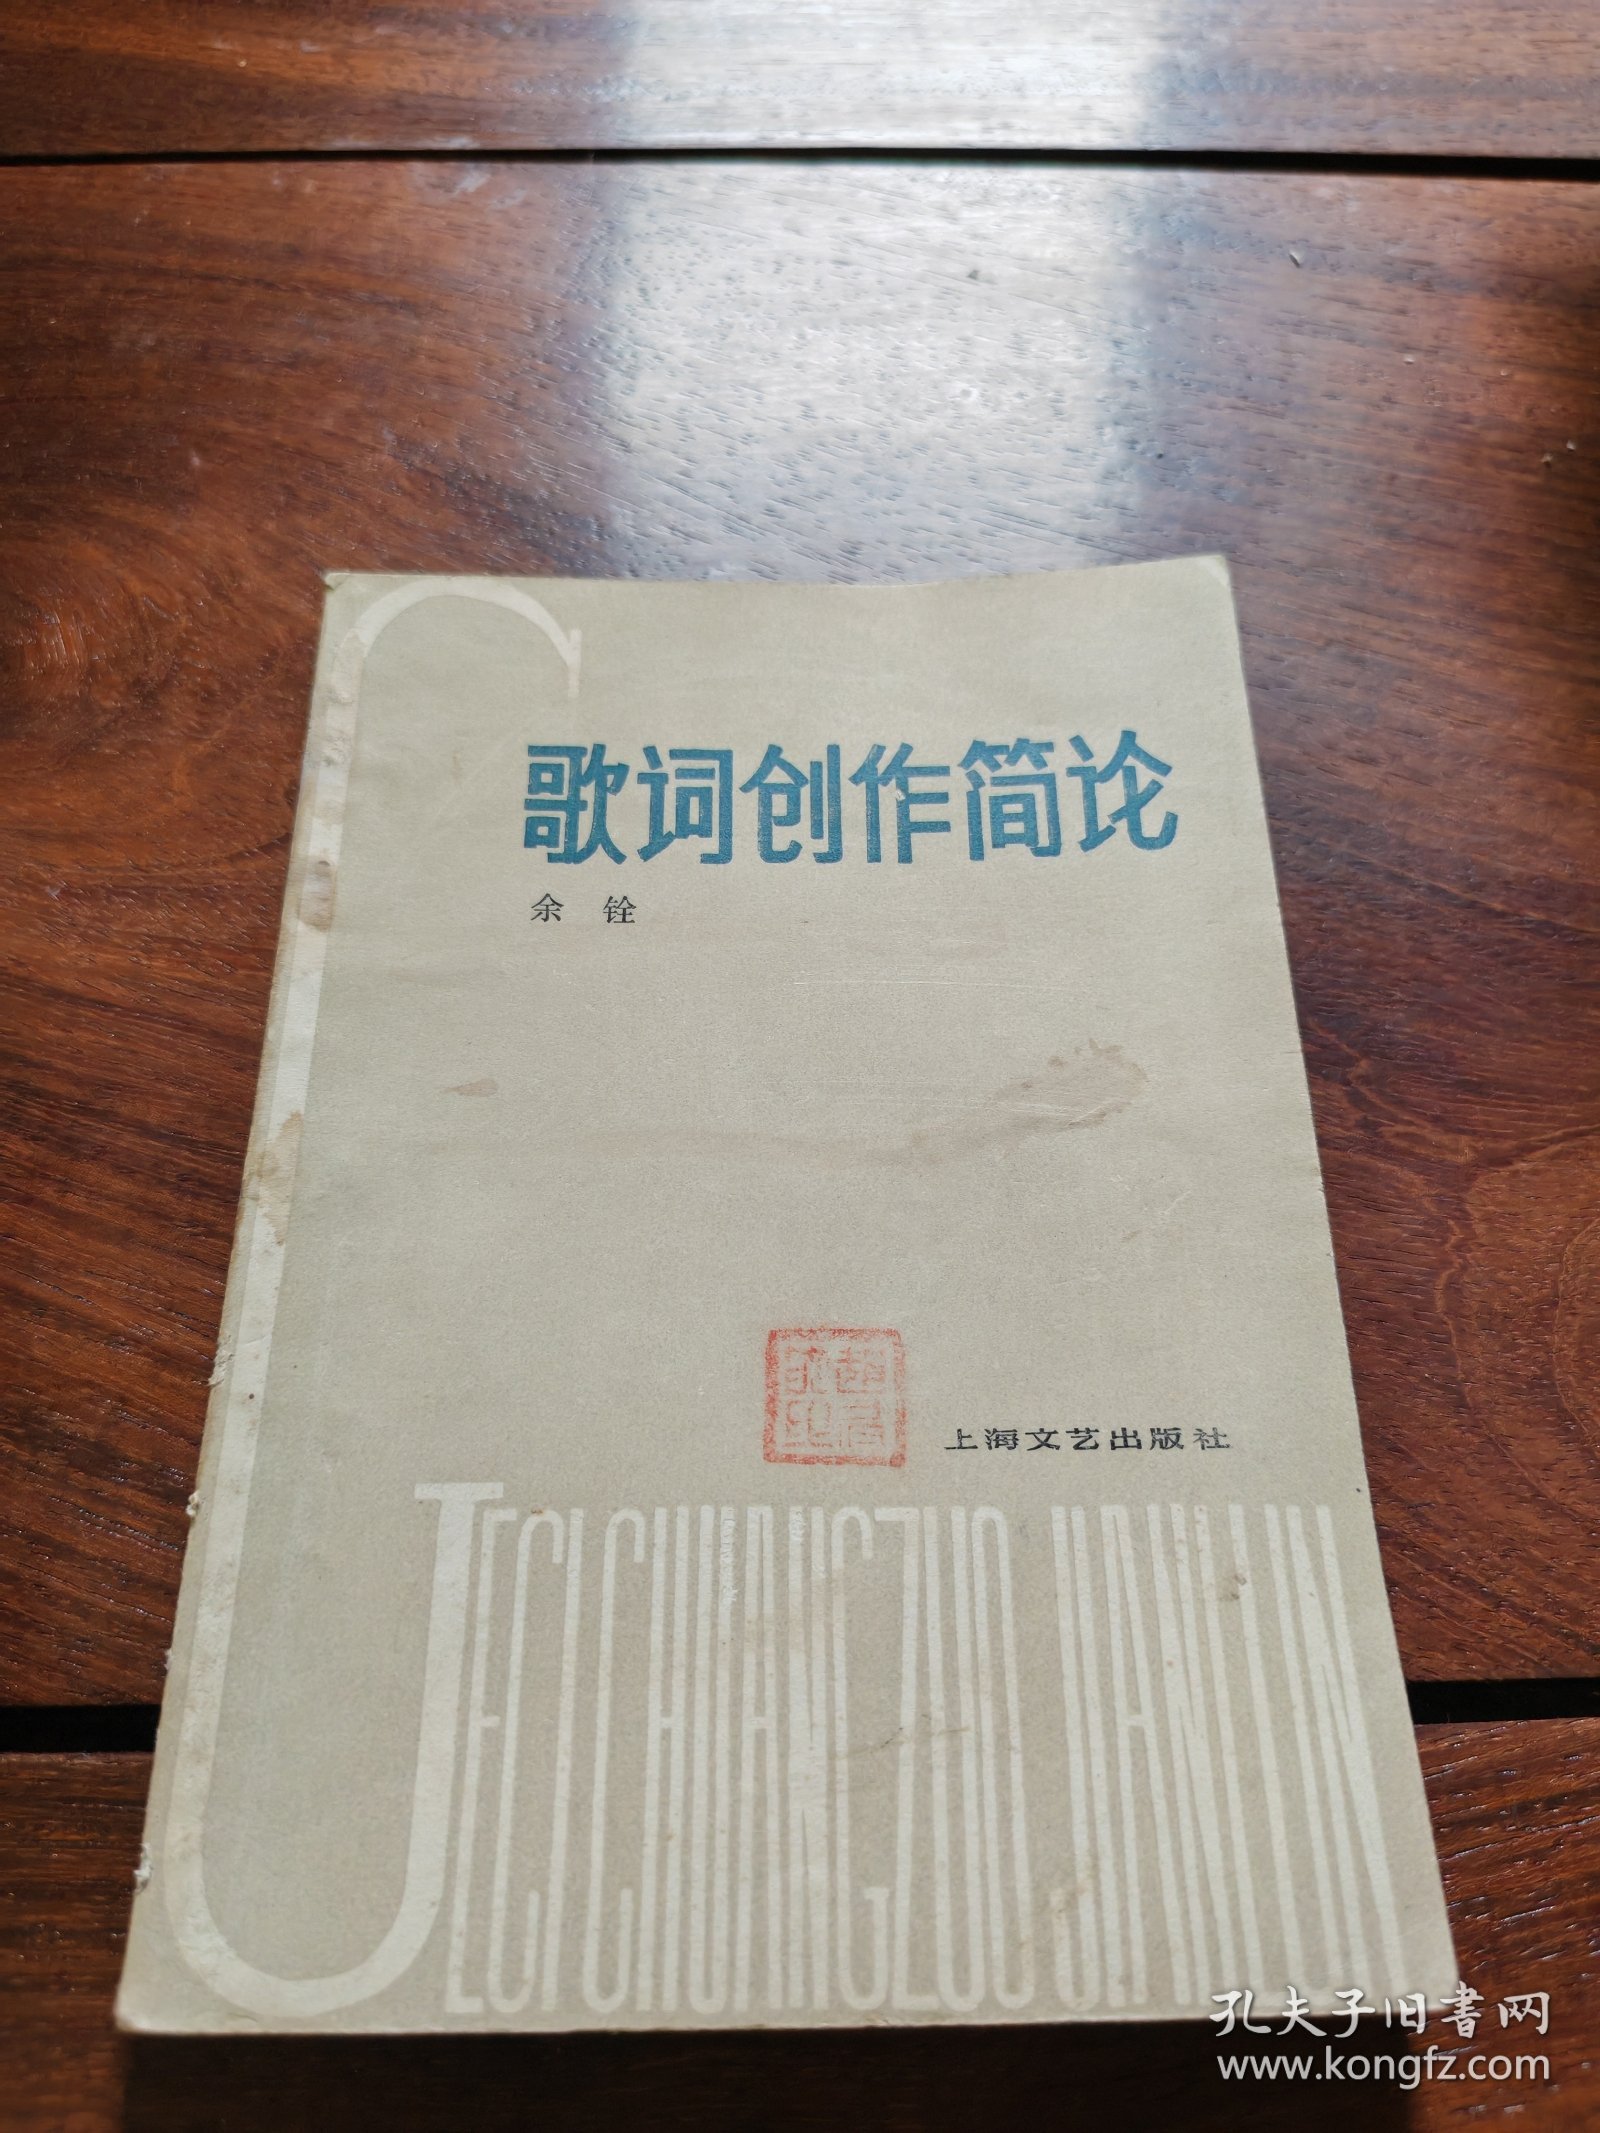 歌词创作简论
余 铨
上海文艺出版社
GECI CHUANGZUO JIANLUN
孔夫子旧書网
www.kongfz.com